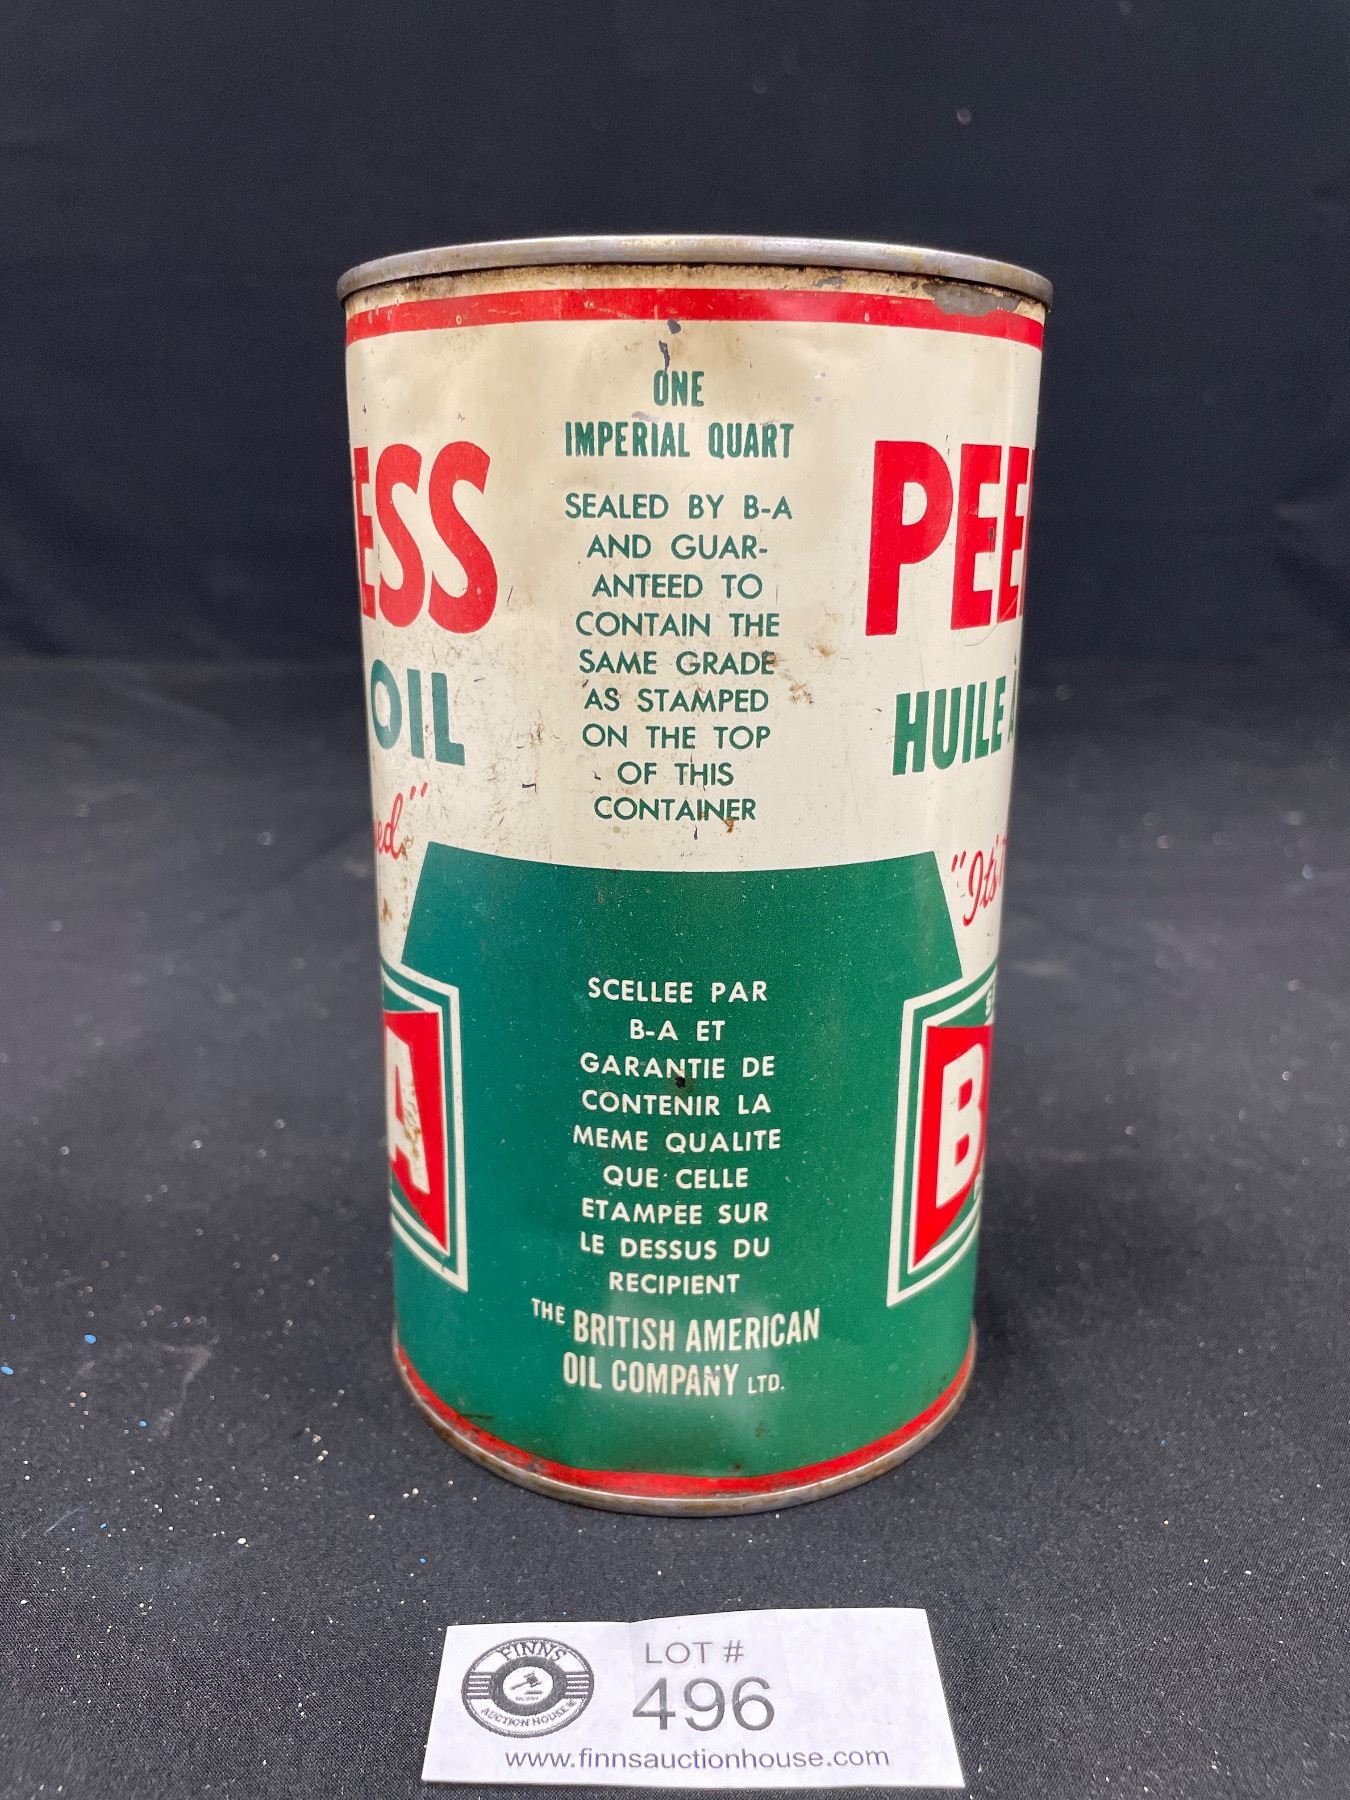 ONE
IMPERIAL QUART
SEALED BY B-A
AND GUAR-
ANTEED TO
CONTAIN THE
SAME GRADE
AS STAMPED
ON THE TOP
OF THIS
CONTAINER
ESS
OIL
ed."
A
PEE
HUILE À
"It's
B
SCELLEE PAR
B-A ET
GARANTIE DE
CONTENIR LA
MEME QUALITE
QUE CELLE
ETAMPEE SUR
LE DESSUS DU
RECIPIENT
THE BRITISH AMERICAN
OIL COMPANY LTD.
FINNS
AUCTION HOUSE
LOT #
496
www.finnsauctionhouse.com